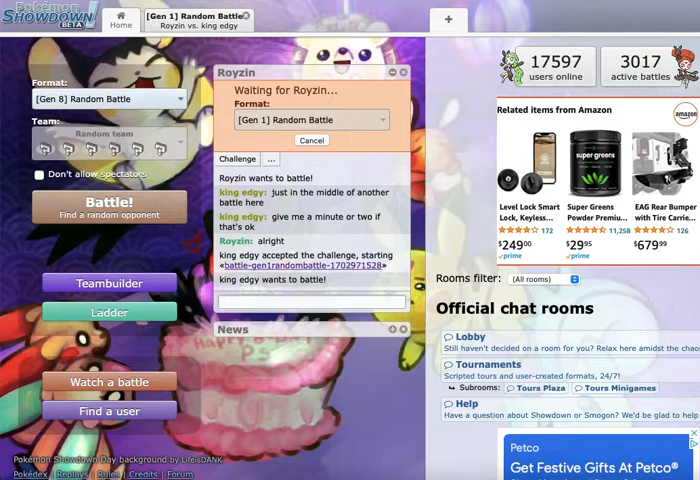 Pokémon
SHOWDOWN!
BETA
Home
[Gen 1] Random Battle
Royzin vs. king edgy
+
Format:
[Gen 8] Random Battle
Team:
Random team
Don't allow spectators
Battle!
Find a random opponent
Teambuilder
Ladder
Watch a battle
Find a user
Pokémon Showdown Day background by LifeisDANK
Pokédex | Replays | Rules | Credits | Forum
Royzin
Waiting for Royzin...
Format:
[Gen 1] Random Battle
Cancel
Challenge
...
Royzin wants to battle!
king edgy: just in the middle of another
battle here
king edgy: give me a minute or two if
that's ok
Royzin: alright
king edgy accepted the challenge, starting
«battle-gen1randombattle-1702971528»
king edgy wants to battle!
News
Happy B-Day
PS
17597
users online
3017
active battles
Related items from Amazon
amazon
super greens
Level Lock Smart
Lock, Keyless...
172
$249.00
prime
Super Greens
Powder Premiu...
11,258
$29.95
prime
EAG Rear Bumper
with Tire Carrie...
126
$679.99
Rooms filter: (All rooms)
Official chat rooms
Lobby
Still haven't decided on a room for you? Relax here amidst the chao
Tournaments
Scripted tours and user-created formats, 24/7!
Subrooms: Tours Plaza Tours Minigames
Help
Have a question about Showdown or Smogon? We'd be glad to help
Petco
Get Festive Gifts At Petco®